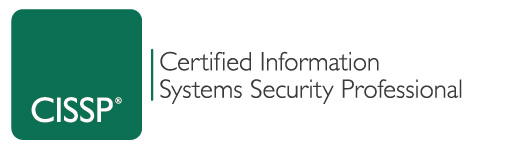 CISSP®
Certified Information
Systems Security Professional